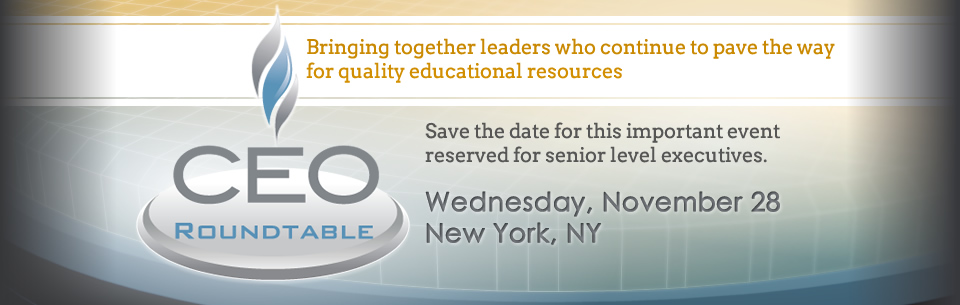 Bringing together leaders who continue to pave the way
for quality educational resources
CEO
ROUNDTABLE
Save the date for this important event
reserved for senior level executives.
Wednesday, November 28
New York, NY